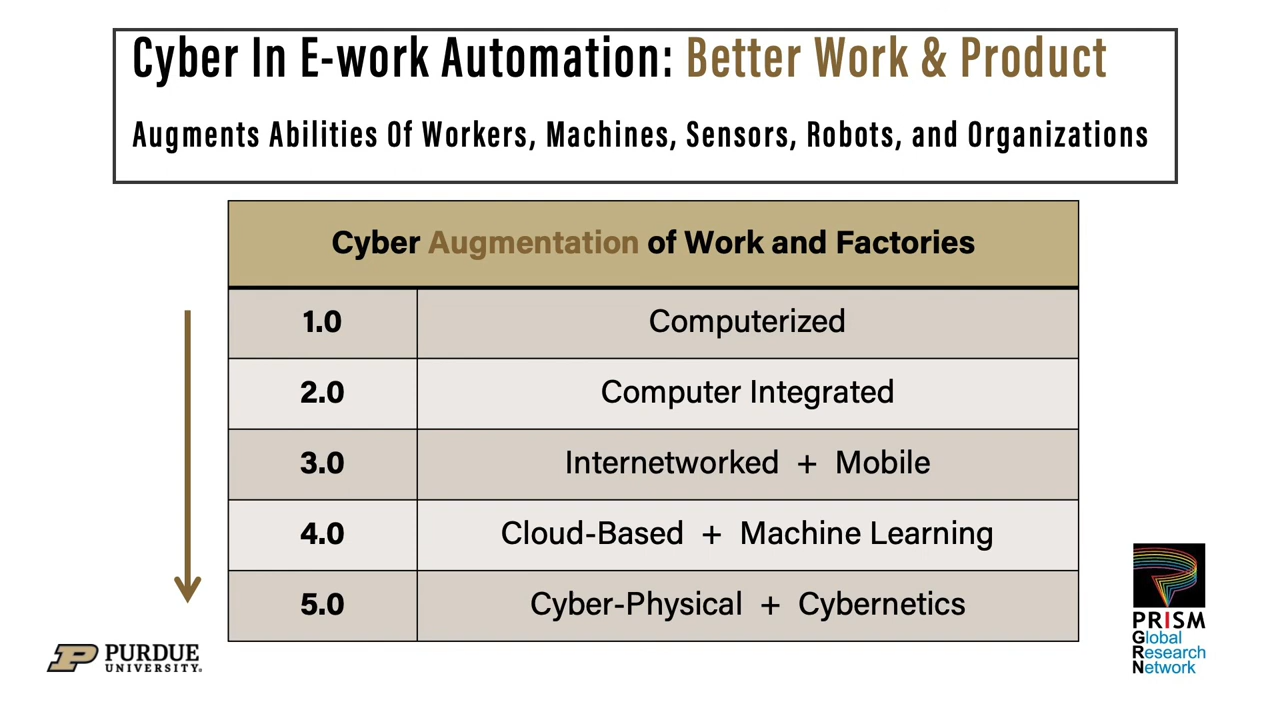 Cyber In E-work Automation: Better Work & Product
Augments Abilities Of Workers, Machines, Sensors, Robots, and Organizations
Cyber Augmentation of Work and Factories
1.0 Computerized
2.0 Computer Integrated
3.0 Internetworked + Mobile
4.0 Cloud-Based + Machine Learning
5.0 Cyber-Physical + Cybernetics
PURDUE
UNIVERSITY.
PRISM
Global
Research
Network